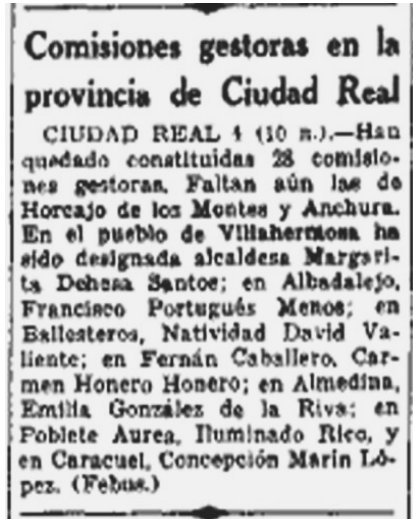 Comisiones gestoras en la
provincia de Ciudad Real
CIUDAD REAL 4 (10 n.).—Han
quedado constituidas 28 comisio-
nes gestoras. Faltan aún las de
Horcajo de los Montes y Anchura.
En el pueblo de Villahermosa ha
sido designada alcaldesa Margari-
ta Dehesa Santos; en Albadalejo,
Francisco Portugués Menos; en
Ballesteros, Natividad David Va-
liente; en Fernán Caballero, Car-
men Honero Honero; en Almedina,
Emilia González de la Riva; en
Poblete Aurea, Iluminado Rico, y
en Caracuel, Concepción Marín Ló-
pez. (Febus.)